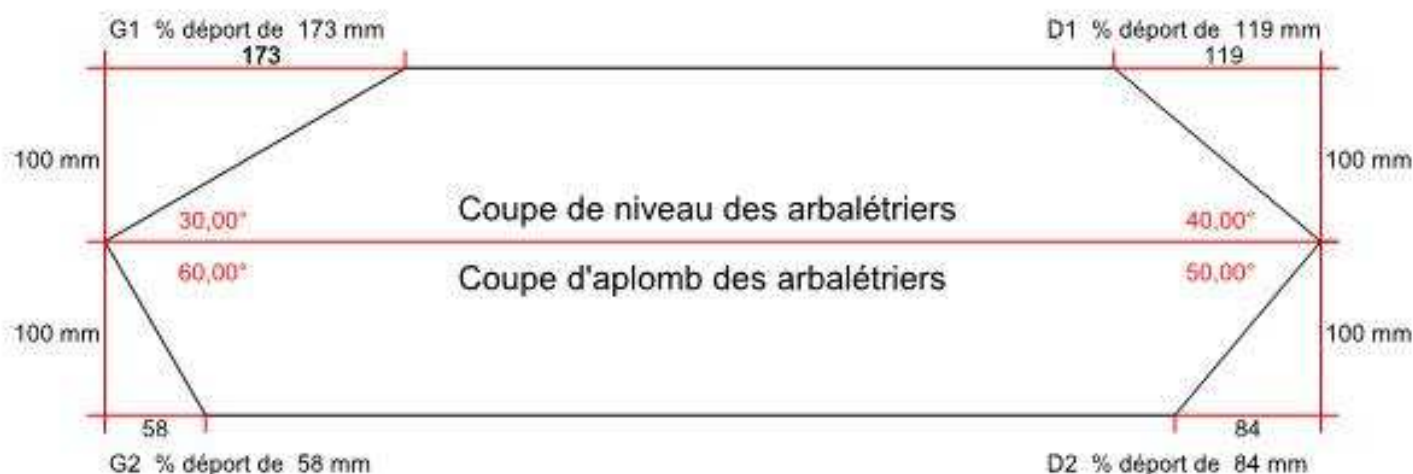 G1 % déport de 173 mm
D1 % déport de 119 mm
173
119
100 mm
100 mm
30,00°
Coupe de niveau des arbalétriers
40,00°
60,00°
Coupe d'aplomb des arbalétriers
50,00°
100 mm
100 mm
58
84
G2 % déport de 58 mm
D2 % déport de 84 mm